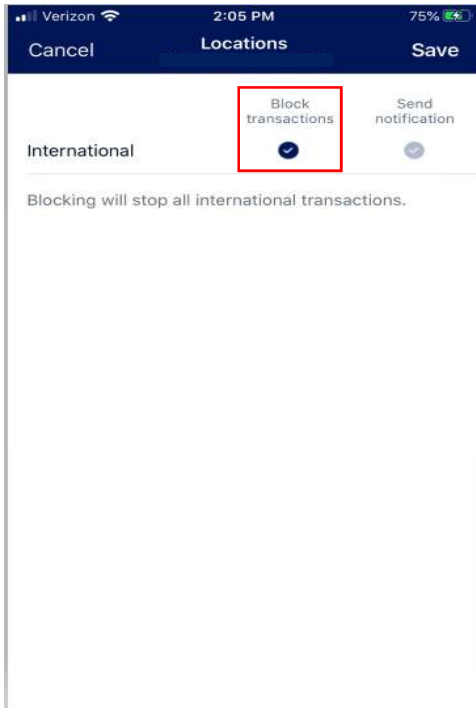 Verizon 2:05 PM 75%
Cancel Locations Save
Block Send
transactions notification
International
Blocking will stop all international transactions.